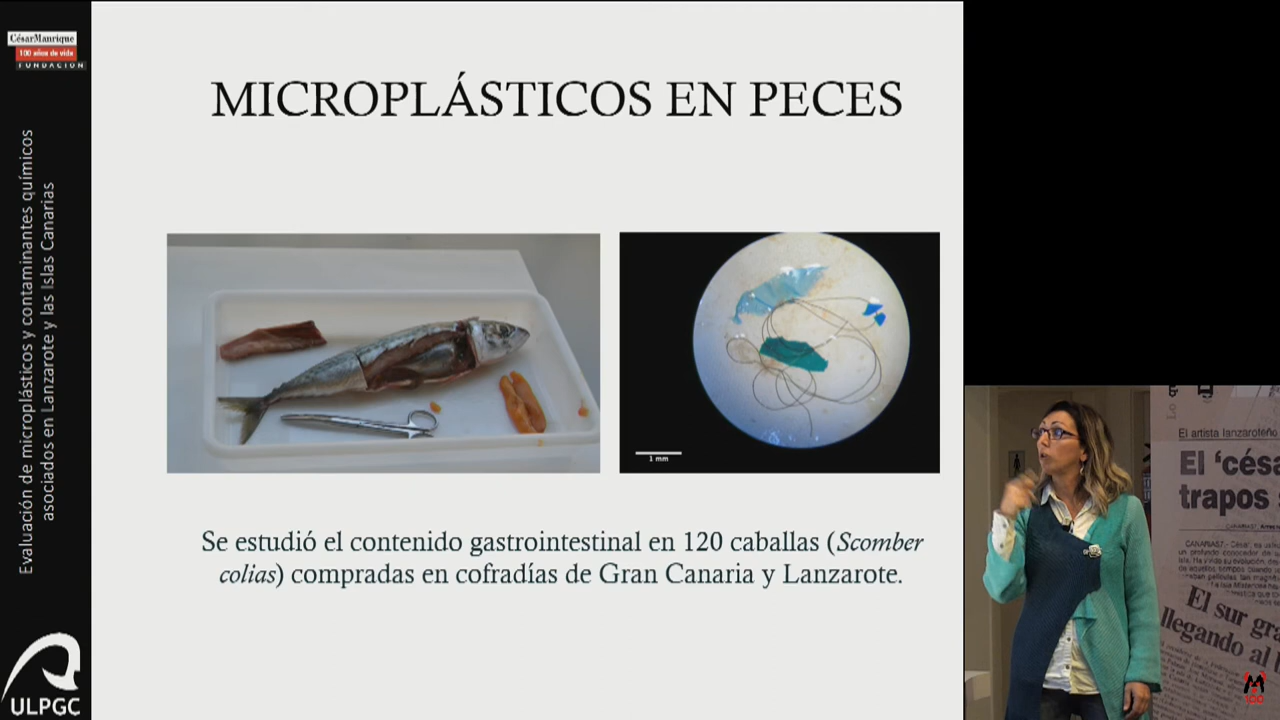 CésarManrique
100 años de vida
FUNDACIÓN
Evaluación de microplásticos y contaminantes químicos
asociados en Lanzarote y las Islas Canarias
ULPGC
MICROPLÁSTICOS EN PECES
1 mm
Se estudió el contenido gastrointestinal en 120 caballas (Scomber
colias) compradas en cofradías de Gran Canaria y Lanzarote.
El artista lanzaroteño
El 'césa
trapos
El sur gra
llegando al
100